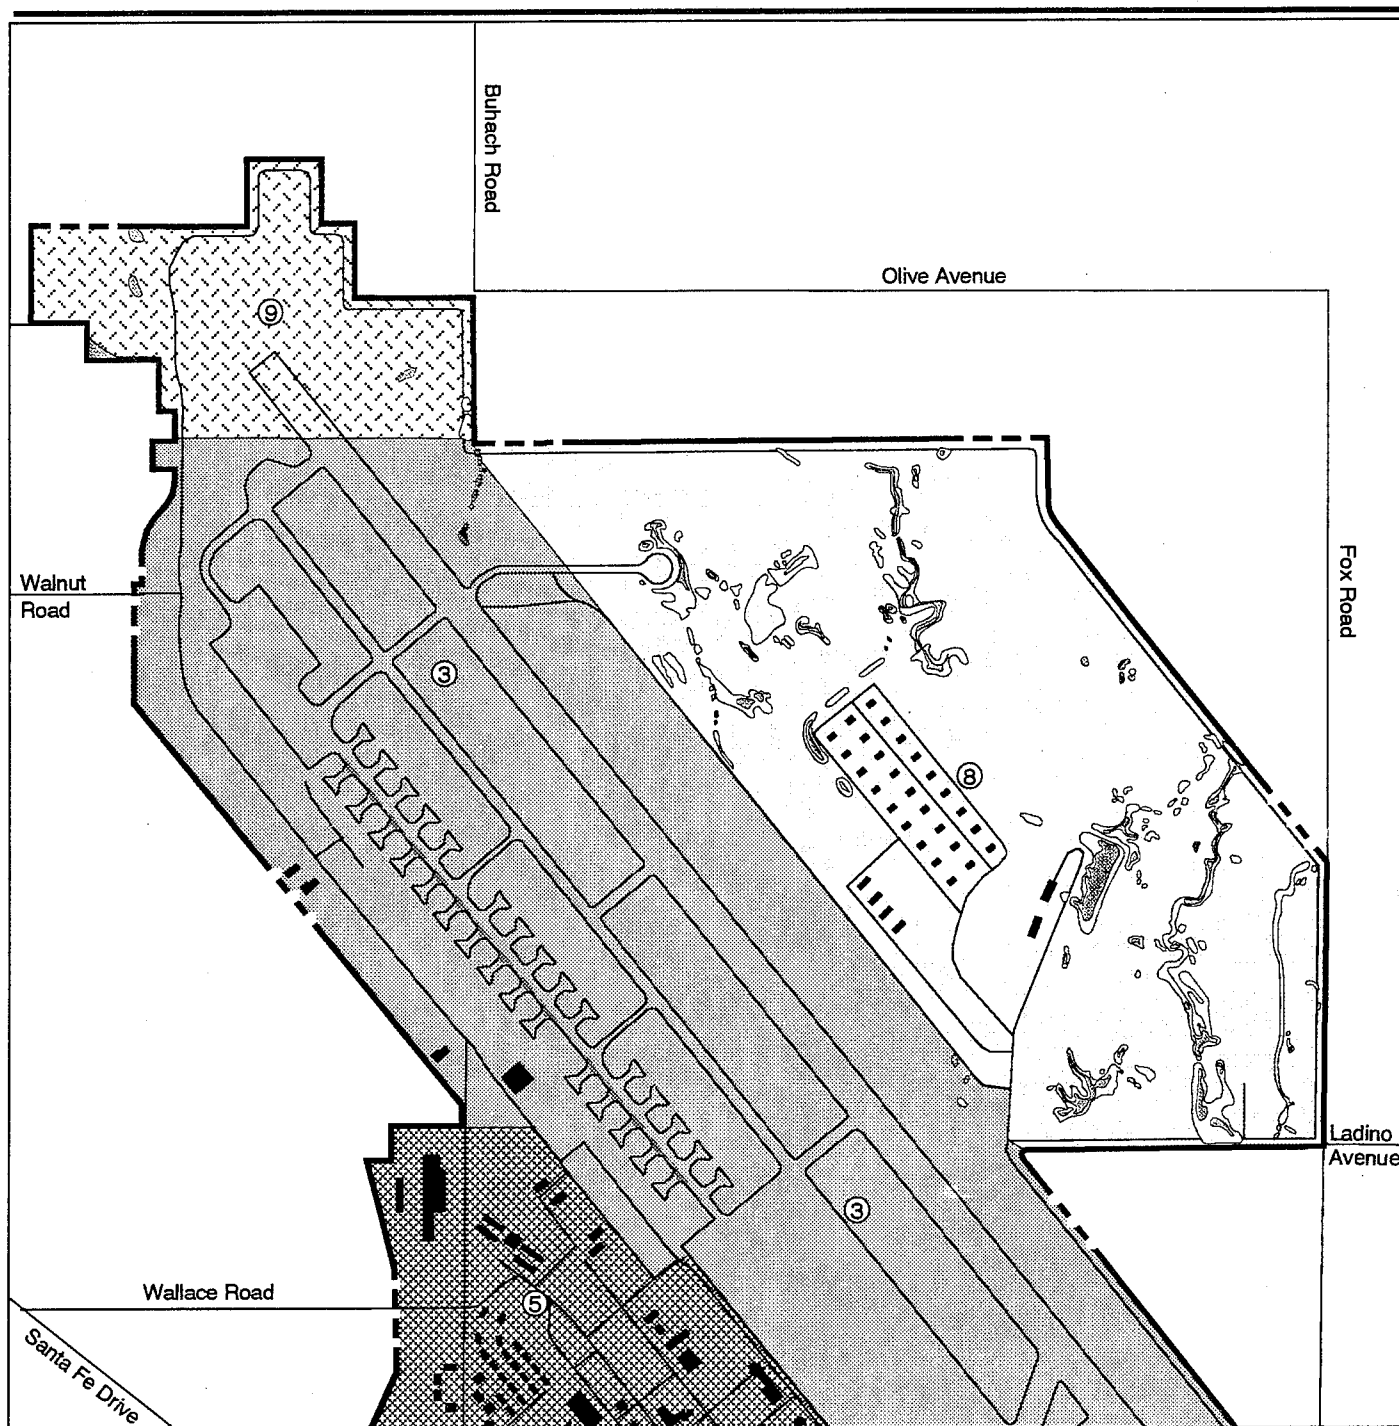 Buhach Road
Olive Avenue
⑨
Walnut
Road
Fox Road
③
⑧
Ladino
Avenue
③
Wallace Road
⑤
Santa Fe Drive